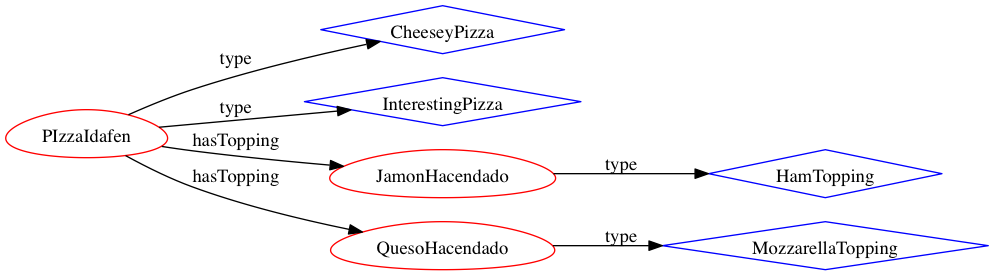 CheeseyPizza
type
InterestingPizza
type
PIzzaIdafen
hasTopping
JamonHacendado
type
HamTopping
hasTopping
QuesoHacendado
type
MozzarellaTopping